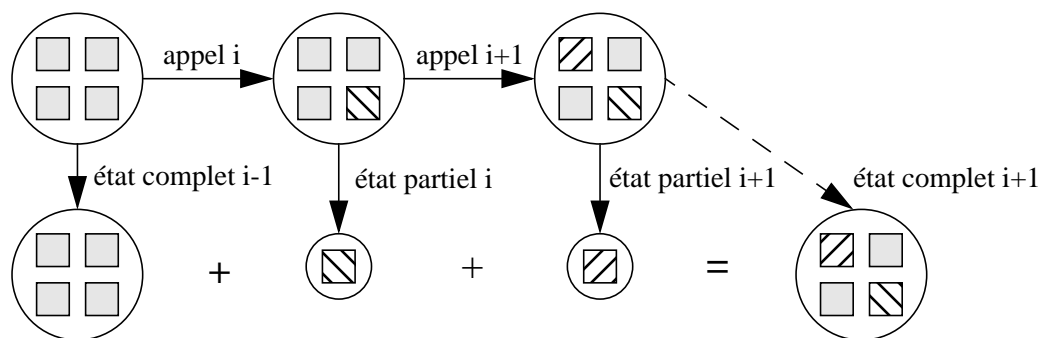 appel i
appel i+1
état complet i-1
état partiel i
état partiel i+1
état complet i+1
+
+
=